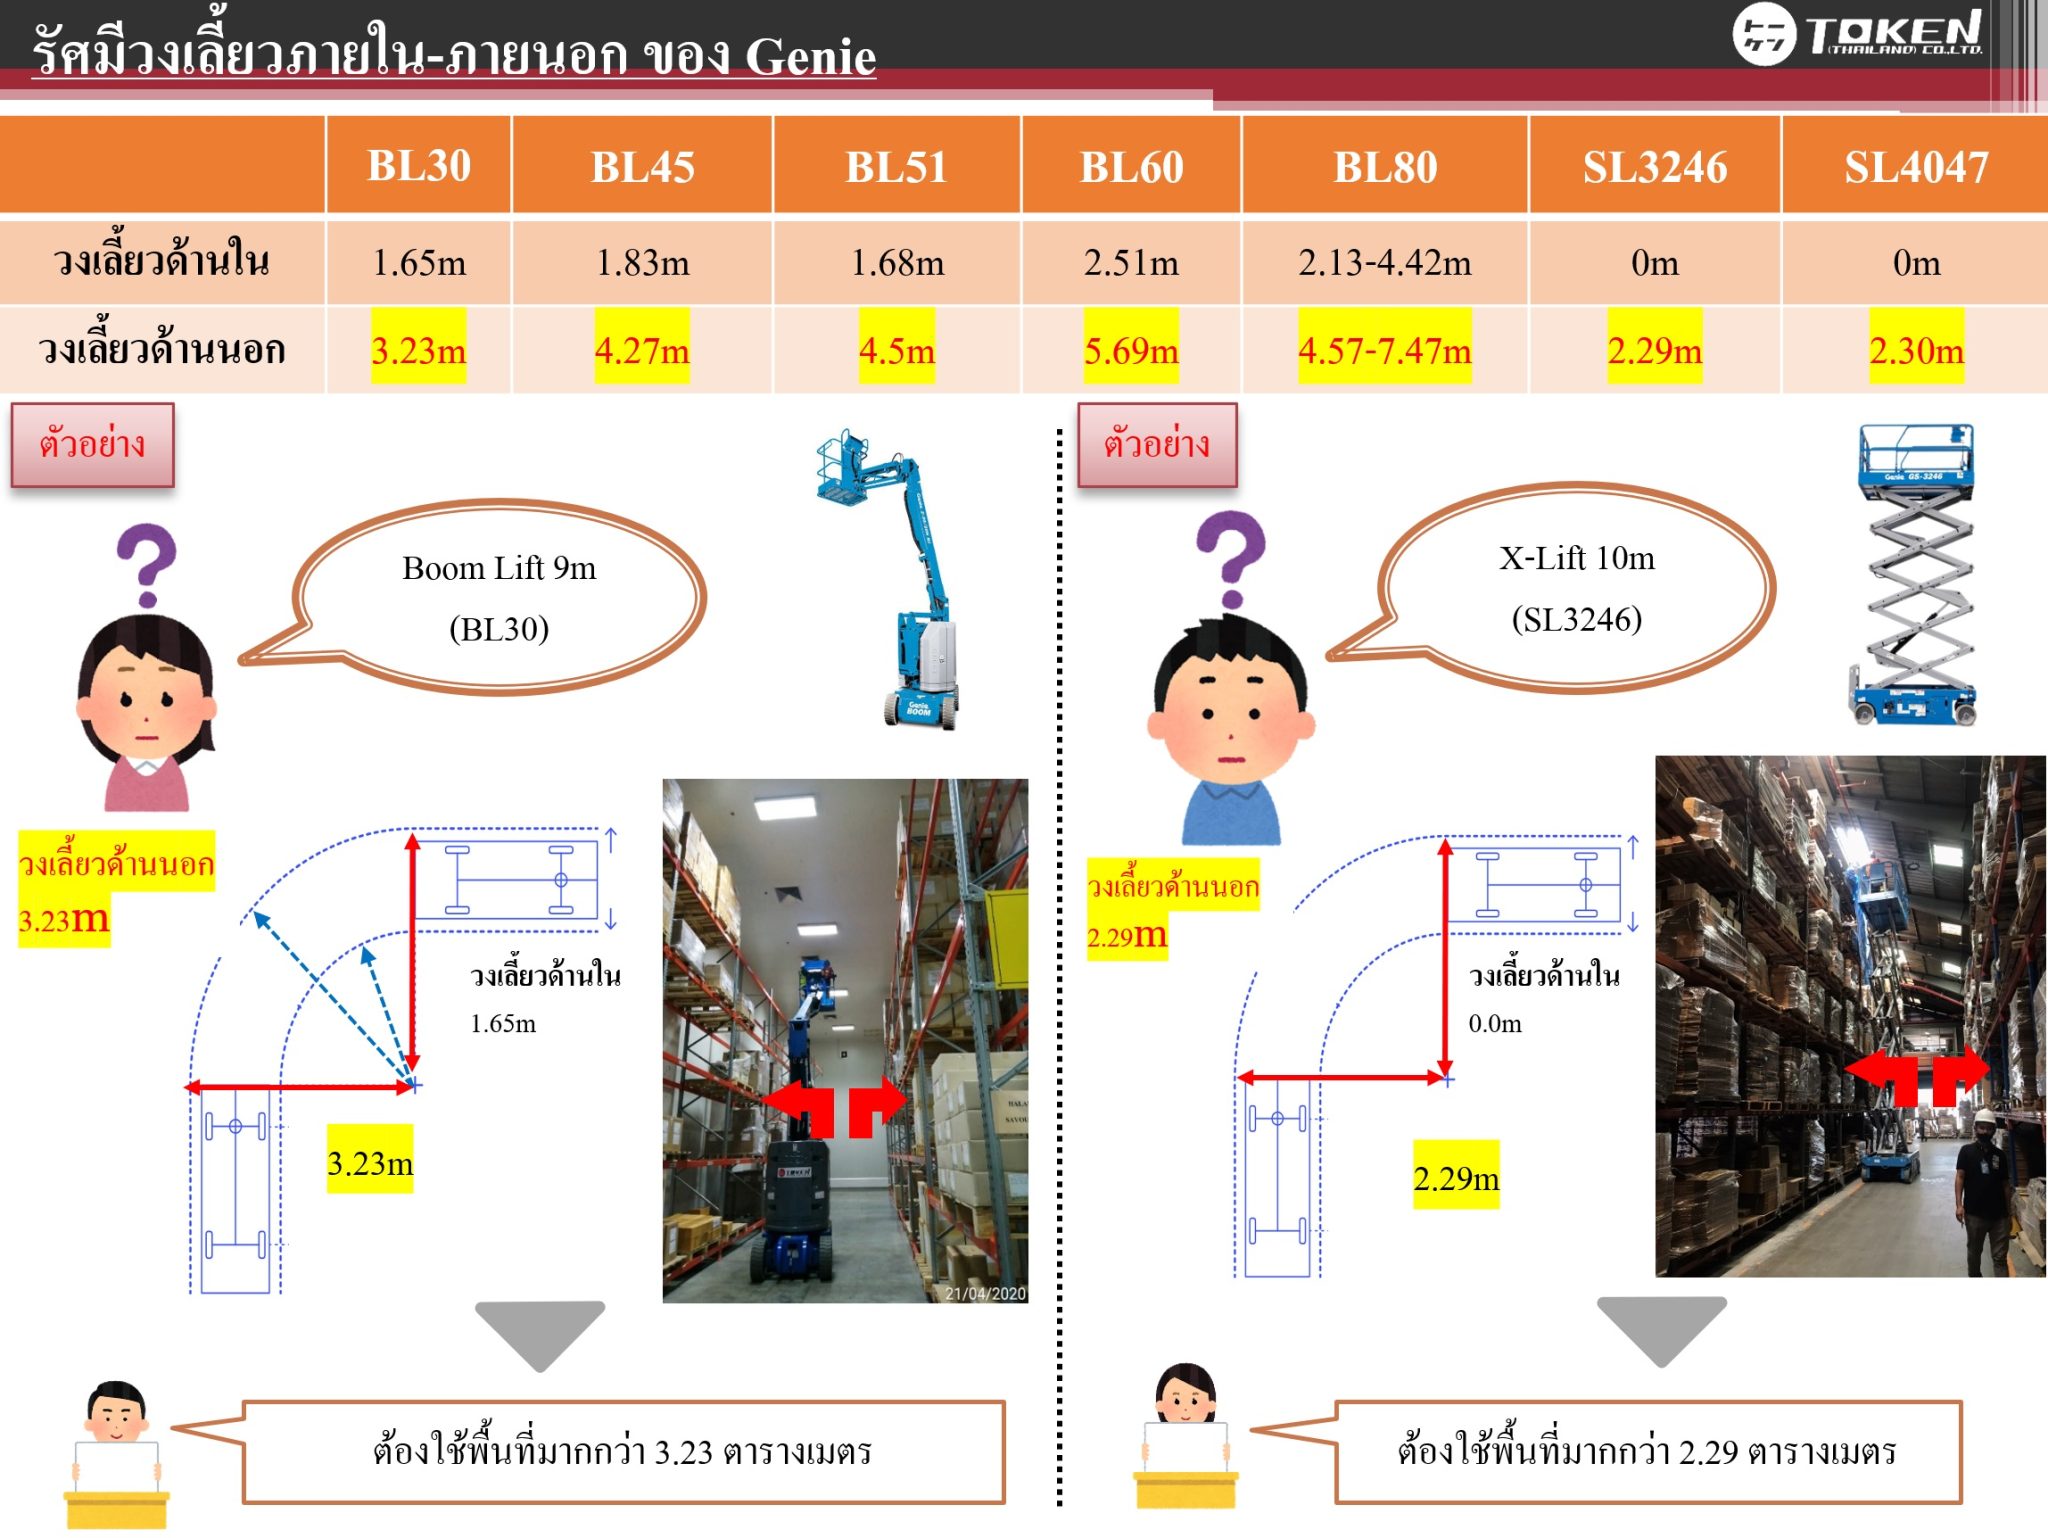 รัศมีวงเลี้ยวภายใน-ภายนอก ของ Genie
トーケン TOKEN
(THAILAND) CO.,LTD.
BL30 BL45 BL51 BL60 BL80 SL3246 SL4047
วงเลี้ยวด้านใน 1.65m 1.83m 1.68m 2.51m 2.13-4.42m 0m 0m
วงเลี้ยวด้านนอก 3.23m 4.27m 4.5m 5.69m 4.57-7.47m 2.29m 2.30m
ตัวอย่าง
Boom Lift 9m
(BL30)
Genie
BOOM
วงเลี้ยวด้านนอก
3.23m
วงเลี้ยวด้านใน
1.65m
3.23m
TOKEN
21/04/2020
ต้องใช้พื้นที่มากกว่า 3.23 ตารางเมตร
ตัวอย่าง
X-Lift 10m
(SL3246)
Genie GS-3246
วงเลี้ยวด้านนอก
2.29m
วงเลี้ยวด้านใน
0.0m
2.29m
ต้องใช้พื้นที่มากกว่า 2.29 ตารางเมตร